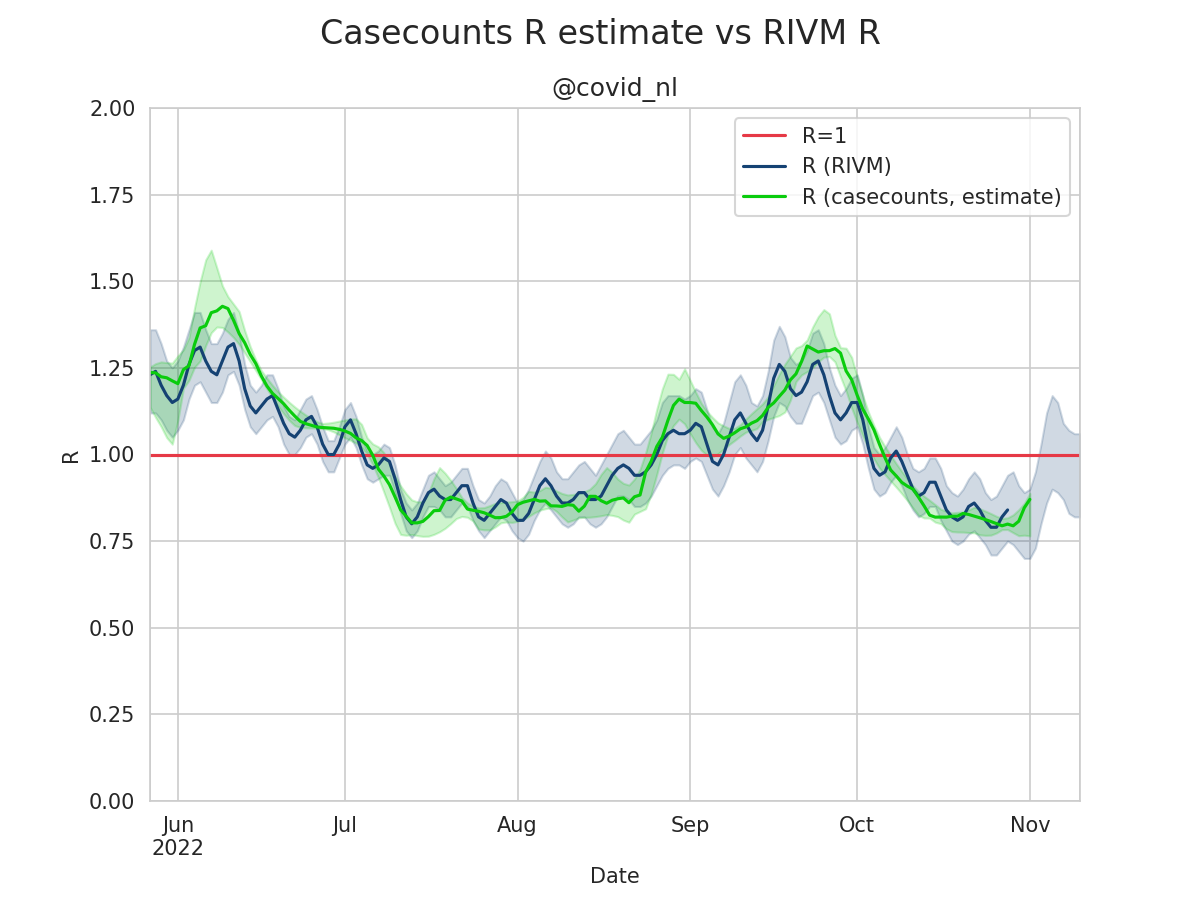 Casecounts R estimate vs RIVM R
@covid_nl
2.00
1.75
1.50
1.25
1.00
0.75
0.50
0.25
0.00
R
R=1
R (RIVM)
R (casecounts, estimate)
Jun
2022
Jul
Aug
Sep
Oct
Nov
Date